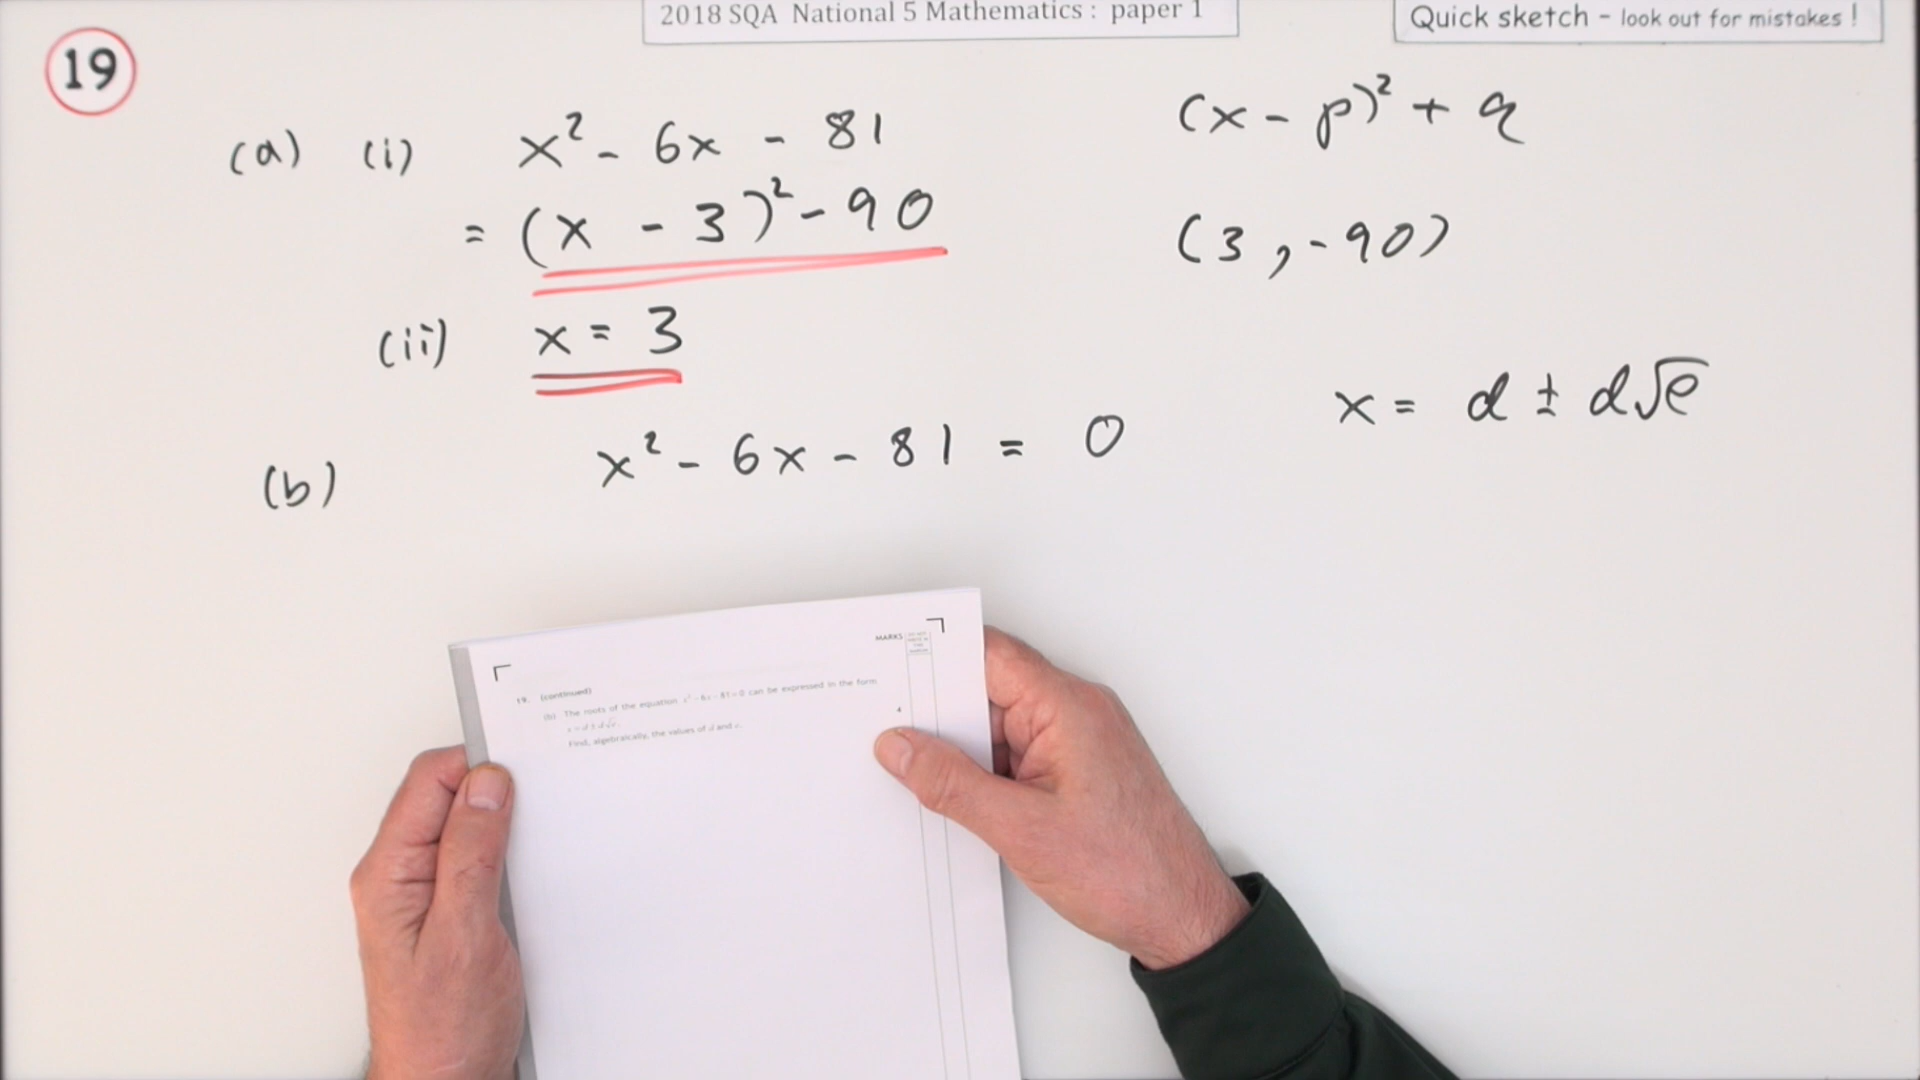 2018 SQA National 5 Mathematics : paper 1
Quick sketch – look out for mistakes !
19
(a) (i) x² - 6x - 81
(x - p)² + q
= (x - 3)² - 90
(3, -90)
(ii) x = 3
x = d ± d√e
(b) x² - 6x - 81 = 0
MARKS
19. (continued)
(b) The roots of the equation x² − 6x − 81 = 0 can be expressed in the form
x = d ± d√e.
4
Find, algebraically, the values of d and e.